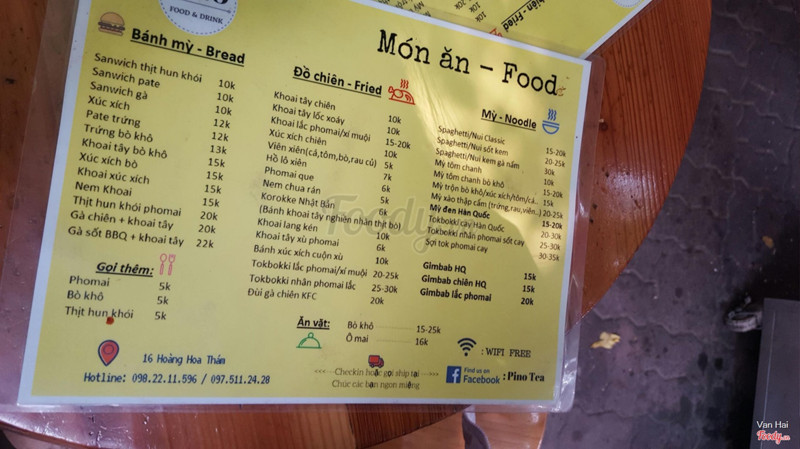 FOOD & DRINK
Món ăn – Food
Bánh mỳ - Bread
Sanwich thịt hun khói 10k
Sanwich pate 10k
Sanwich gà 10k
Xúc xích 10k
Pate trứng 12k
Trứng bò khô 12k
Khoai tây bò khô 13k
Xúc xích bò 15k
Khoai xúc xích 15k
Nem Khoai 15k
Thịt hun khói phomai 15k
Gà chiên + khoai tây 20k
Gà sốt BBQ + khoai tây 20k
22k
Gọi thêm:
Phomai 5k
Bò khô 5k
Thịt hun khói 5k
Đồ chiên - Fried
Khoai tây chiên 10k
Khoai tây lốc xoáy 10k
Khoai lắc phomai/xí muội 15-20k
Xúc xích chiên 10k
Viên xiên(cá,tôm,bò,rau củ) 5k
Hồ lô xiên 7k
Phomai que 6k
Nem chua rán 6k
Korokke Nhật Bản 5k
(Bánh khoai tây nghiền nhân thịt bò) 6k
Khoai lang kén 10k
Khoai tây xù phomai 6k
Bánh xúc xích cuộn xù 10k
Tokbokki lắc phomai/xí muội 20-25k
Tokbokki nhân phomai lắc 25-30k
Đùi gà chiên KFC 20k
Mỳ - Noodle
Spaghetti/Nui Classic 15-20k
Spaghetti/Nui sốt kem 20-25k
Spaghetti/Nui kem gà nấm 30k
Mỳ tôm chanh 10k
Mỳ tôm chanh bò khô 15-20k
Mỳ trộn bò khô/xúc xích/tôm/cá.. 15k
Mỳ xào thập cẩm (trứng,rau,viên..) 20-25k
Mỳ đen Hàn Quốc 15-20k
Tokbokki cay Hàn Quốc 20-30k
Tokbokki nhân phomai sốt cay 25-30k
Sợi tok phomai cay 30-35k
Gimbab HQ 15k
Gimbab chiên HQ 15k
Gimbab lắc phomai 20k
Ăn vặt:
Bò khô 15-25k
Ô mai 16k
16 Hoàng Hoa Thám
Hotline: 098.22.11.596 / 097.511.24.28
<---- Checkin hoặc gọi ship tại ---->
Chúc các bạn ngon miệng
: WIFI FREE
Find us on
Facebook : Pino Tea
Foody
Van Hai
Foody.vn